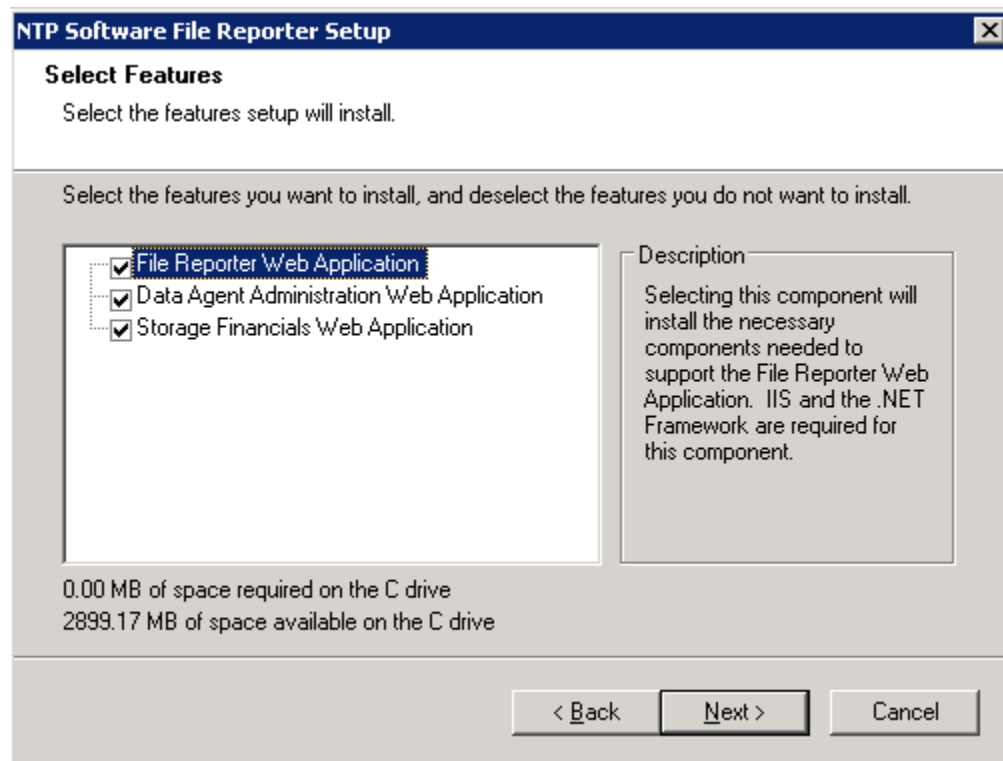 NTP Software File Reporter Setup
Select Features
Select the features setup will install.
Select the features you want to install, and deselect the features you do not want to install.
File Reporter Web Application
Data Agent Administration Web Application
Storage Financials Web Application
Description
Selecting this component will
install the necessary
components needed to
support the File Reporter Web
Application. IIS and the .NET
Framework are required for
this component.
0.00 MB of space required on the C drive
2899.17 MB of space available on the C drive
< Back
Next >
Cancel